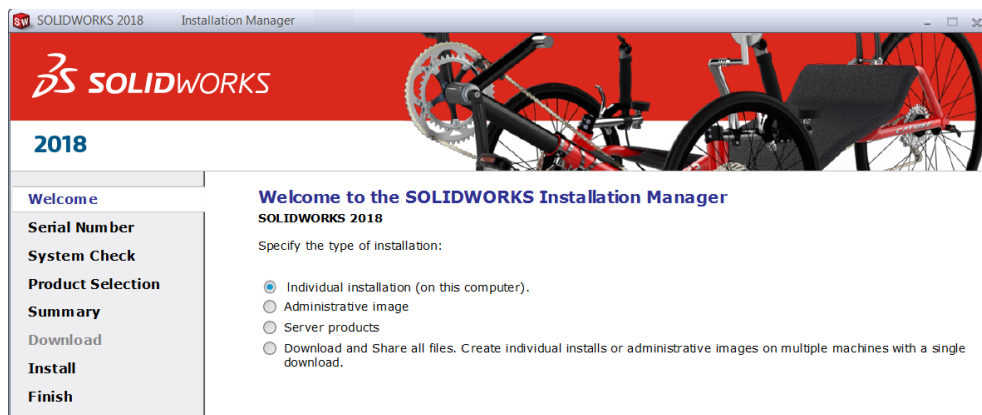 SOLIDWORKS 2018 Installation Manager
SOLIDWORKS
2018
Welcome
Serial Number
System Check
Product Selection
Summary
Download
Install
Finish
Welcome to the SOLIDWORKS Installation Manager
SOLIDWORKS 2018
Specify the type of installation:
Individual installation (on this computer).
Administrative image
Server products
Download and Share all files. Create individual installs or administrative images on multiple machines with a single
download.